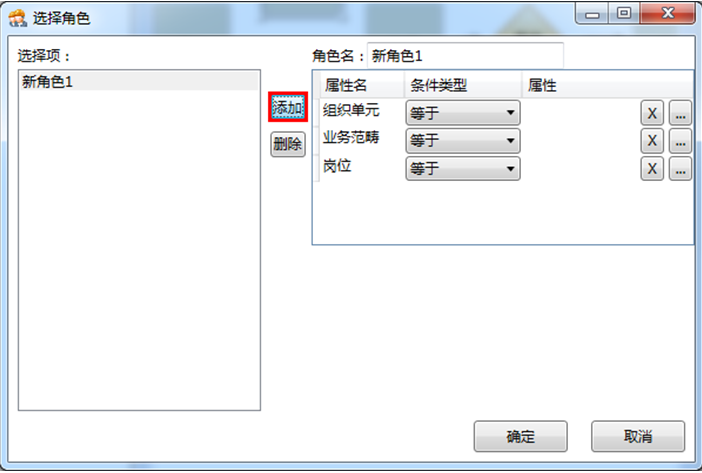 选择角色
选择项：
新角色1
添加
删除
角色名：新角色1
属性名 条件类型 属性
组织单元 等于 X ...
业务范畴 等于 X ...
岗位 等于 X ...
确定 取消